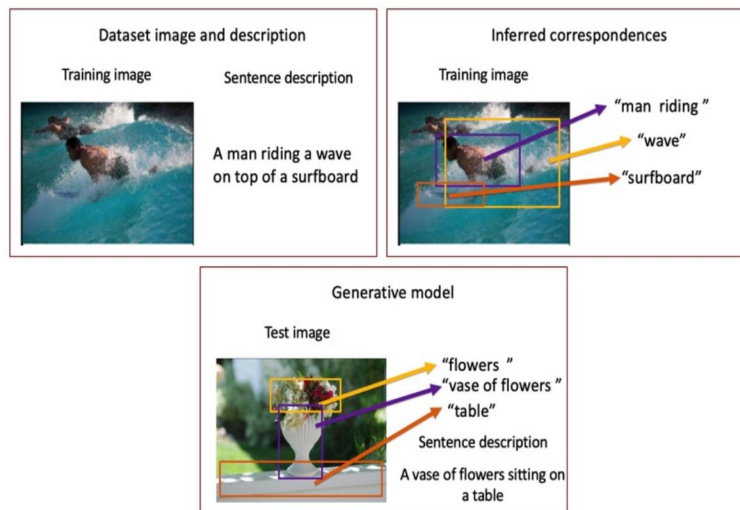 Dataset image and description
Training image
Sentence description
A man riding a wave
on top of a surfboard
Inferred correspondences
Training image
“man riding ”
“wave”
“surfboard”
Generative model
Test image
“flowers ”
“vase of flowers ”
“table”
Sentence description
A vase of flowers sitting on
a table